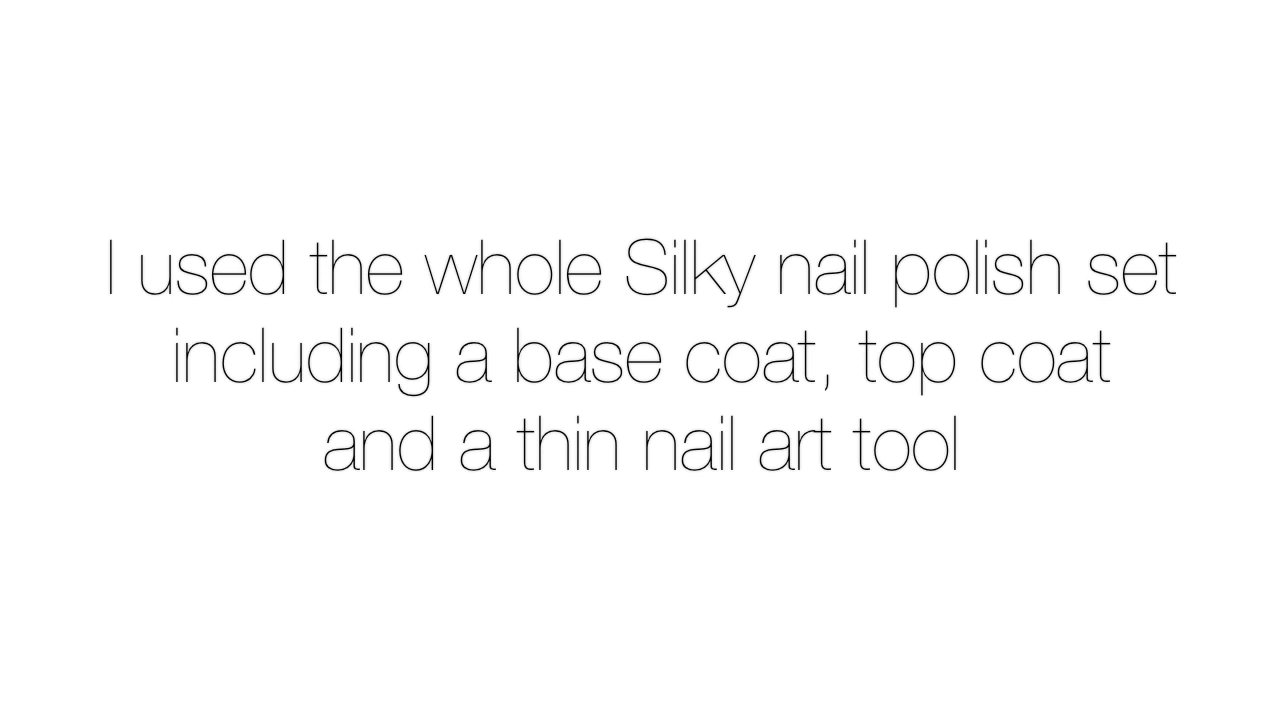 I used the whole Silky nail polish set
including a base coat, top coat
and a thin nail art tool